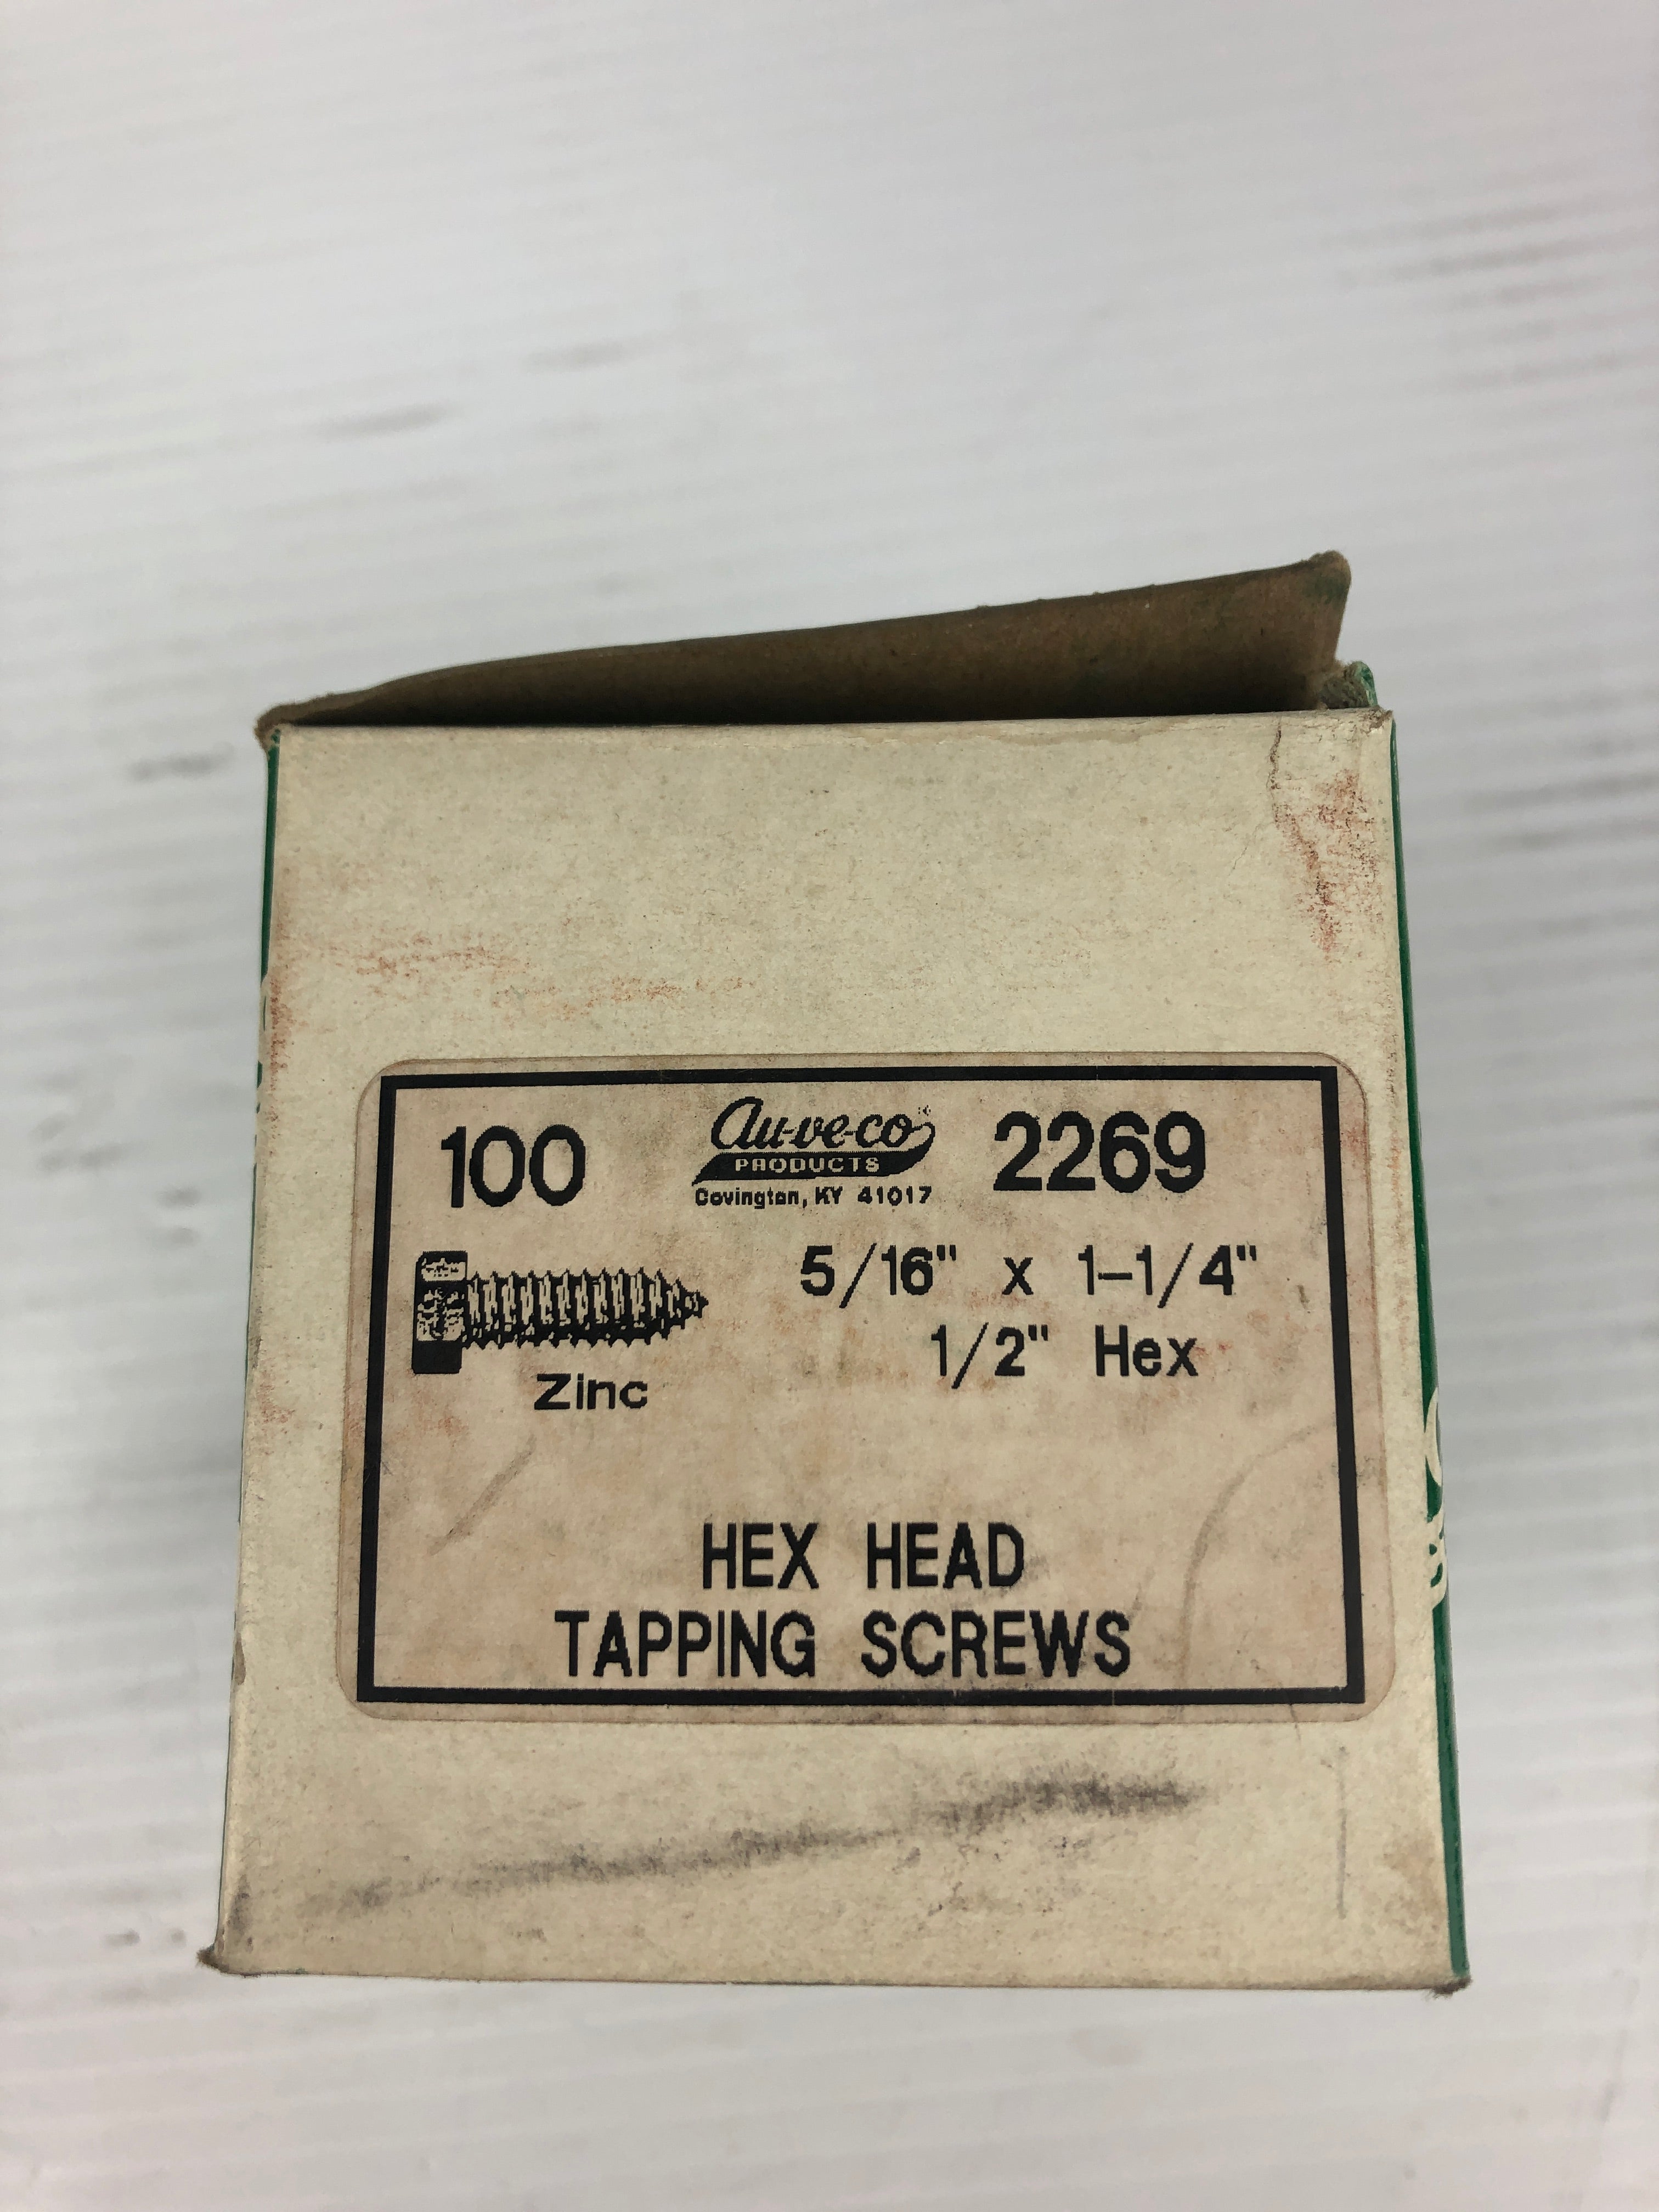 100
Au-ve-co
PRODUCTS
Covington, KY 41017
2269
5/16" x 1-1/4"
1/2" Hex
Zinc
HEX HEAD
TAPPING SCREWS